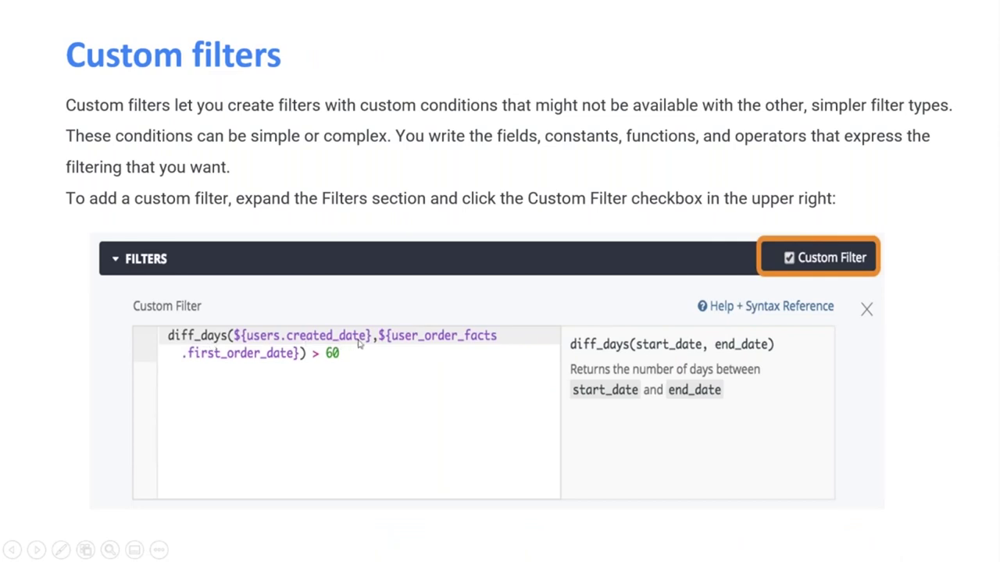 Custom filters
Custom filters let you create filters with custom conditions that might not be available with the other, simpler filter types.
These conditions can be simple or complex. You write the fields, constants, functions, and operators that express the
filtering that you want.
To add a custom filter, expand the Filters section and click the Custom Filter checkbox in the upper right:
FILTERS
Custom Filter
Custom Filter
Help + Syntax Reference
diff_days(${users.created_date},${user_order_facts
.first_order_date}) > 60
diff_days(start_date, end_date)
Returns the number of days between
start_date and end_date